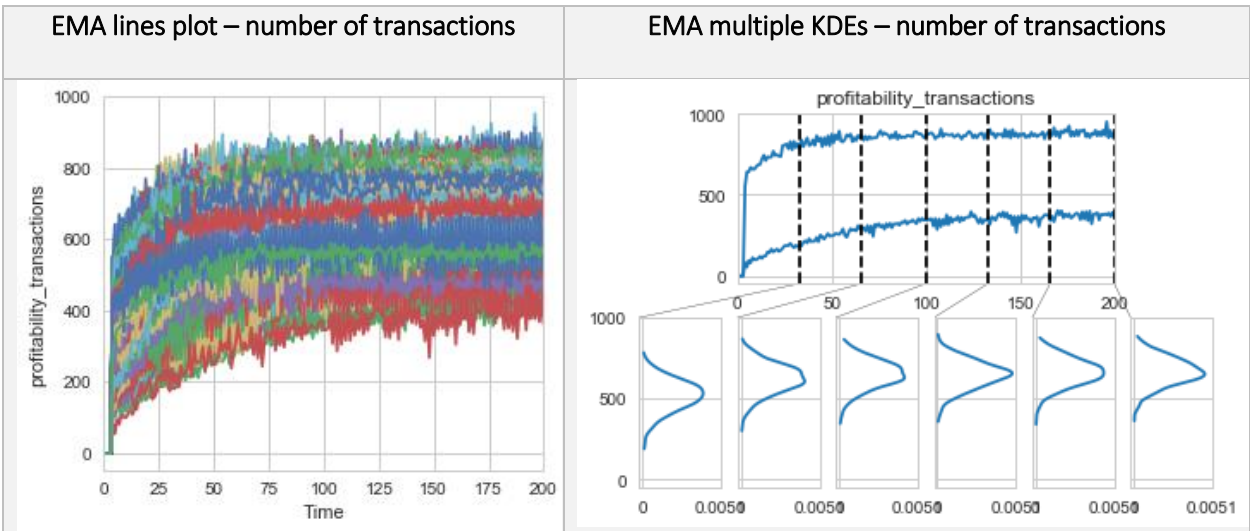 EMA lines plot – number of transactions
EMA multiple KDEs – number of transactions
1000
800
600
400
200
0
profitability_transactions
0 25 50 75 100 125 150 175 200
Time
profitability_transactions
1000
500
0
0 50 100 150 200
1000
500
0
0 0.0050 0.0050 0.0050 0.0050 0.0050 0.0051